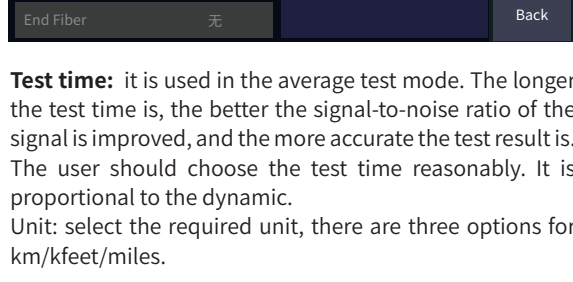 End Fiber 无 Back
Test time: it is used in the average test mode. The longer
the test time is, the better the signal-to-noise ratio of the
signal is improved, and the more accurate the test result is.
The user should choose the test time reasonably. It is
proportional to the dynamic.
Unit: select the required unit, there are three options for
km/kfeet/miles.